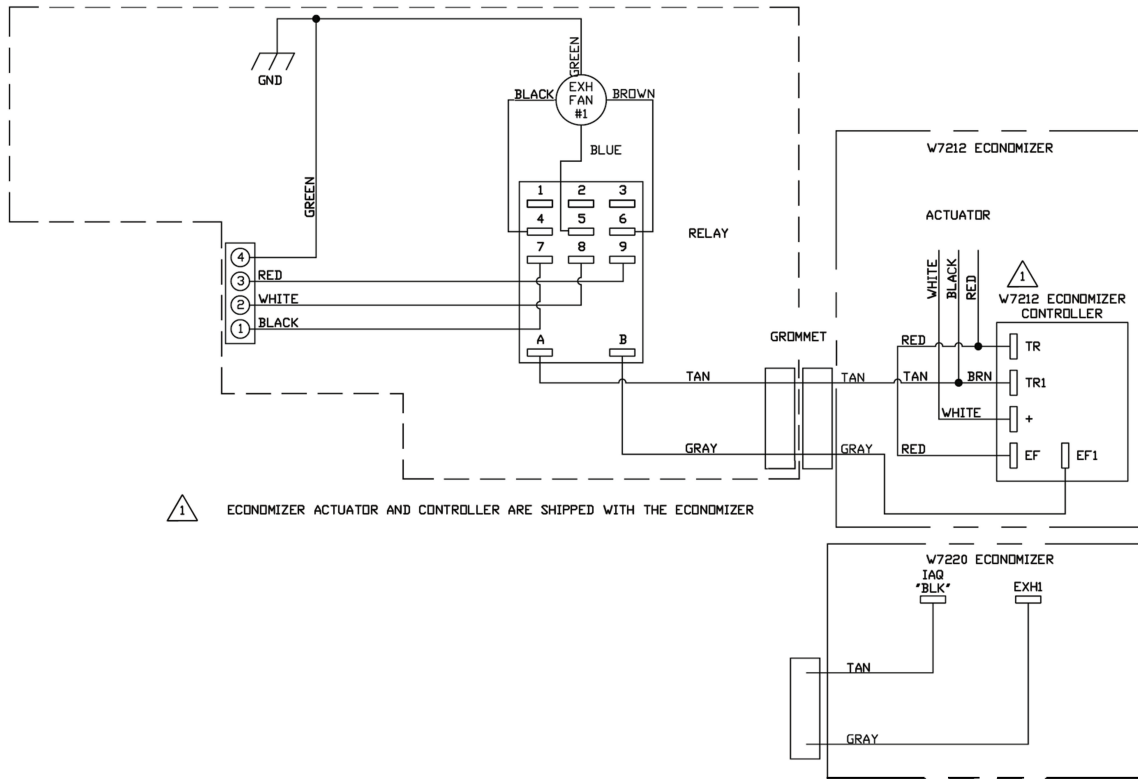 GREEN
GND
BLACK
EXH
FAN
#1
BROWN
BLUE
GREEN
1 2 3
4 5 6
RELAY
7 8 9
4
3 RED
2 WHITE
1 BLACK
A B
GROMMET
TAN
GRAY
TAN
GRAY
W7212 ECONOMIZER
ACTUATOR
WHITE
BLACK
RED
1
W7212 ECONOMIZER
CONTROLLER
RED
TR
TAN
BRN
TR1
WHITE
+
RED
EF
EF1
1 ECONOMIZER ACTUATOR AND CONTROLLER ARE SHIPPED WITH THE ECONOMIZER
W7220 ECONOMIZER
IAQ
"BLK"
EXH1
TAN
GRAY